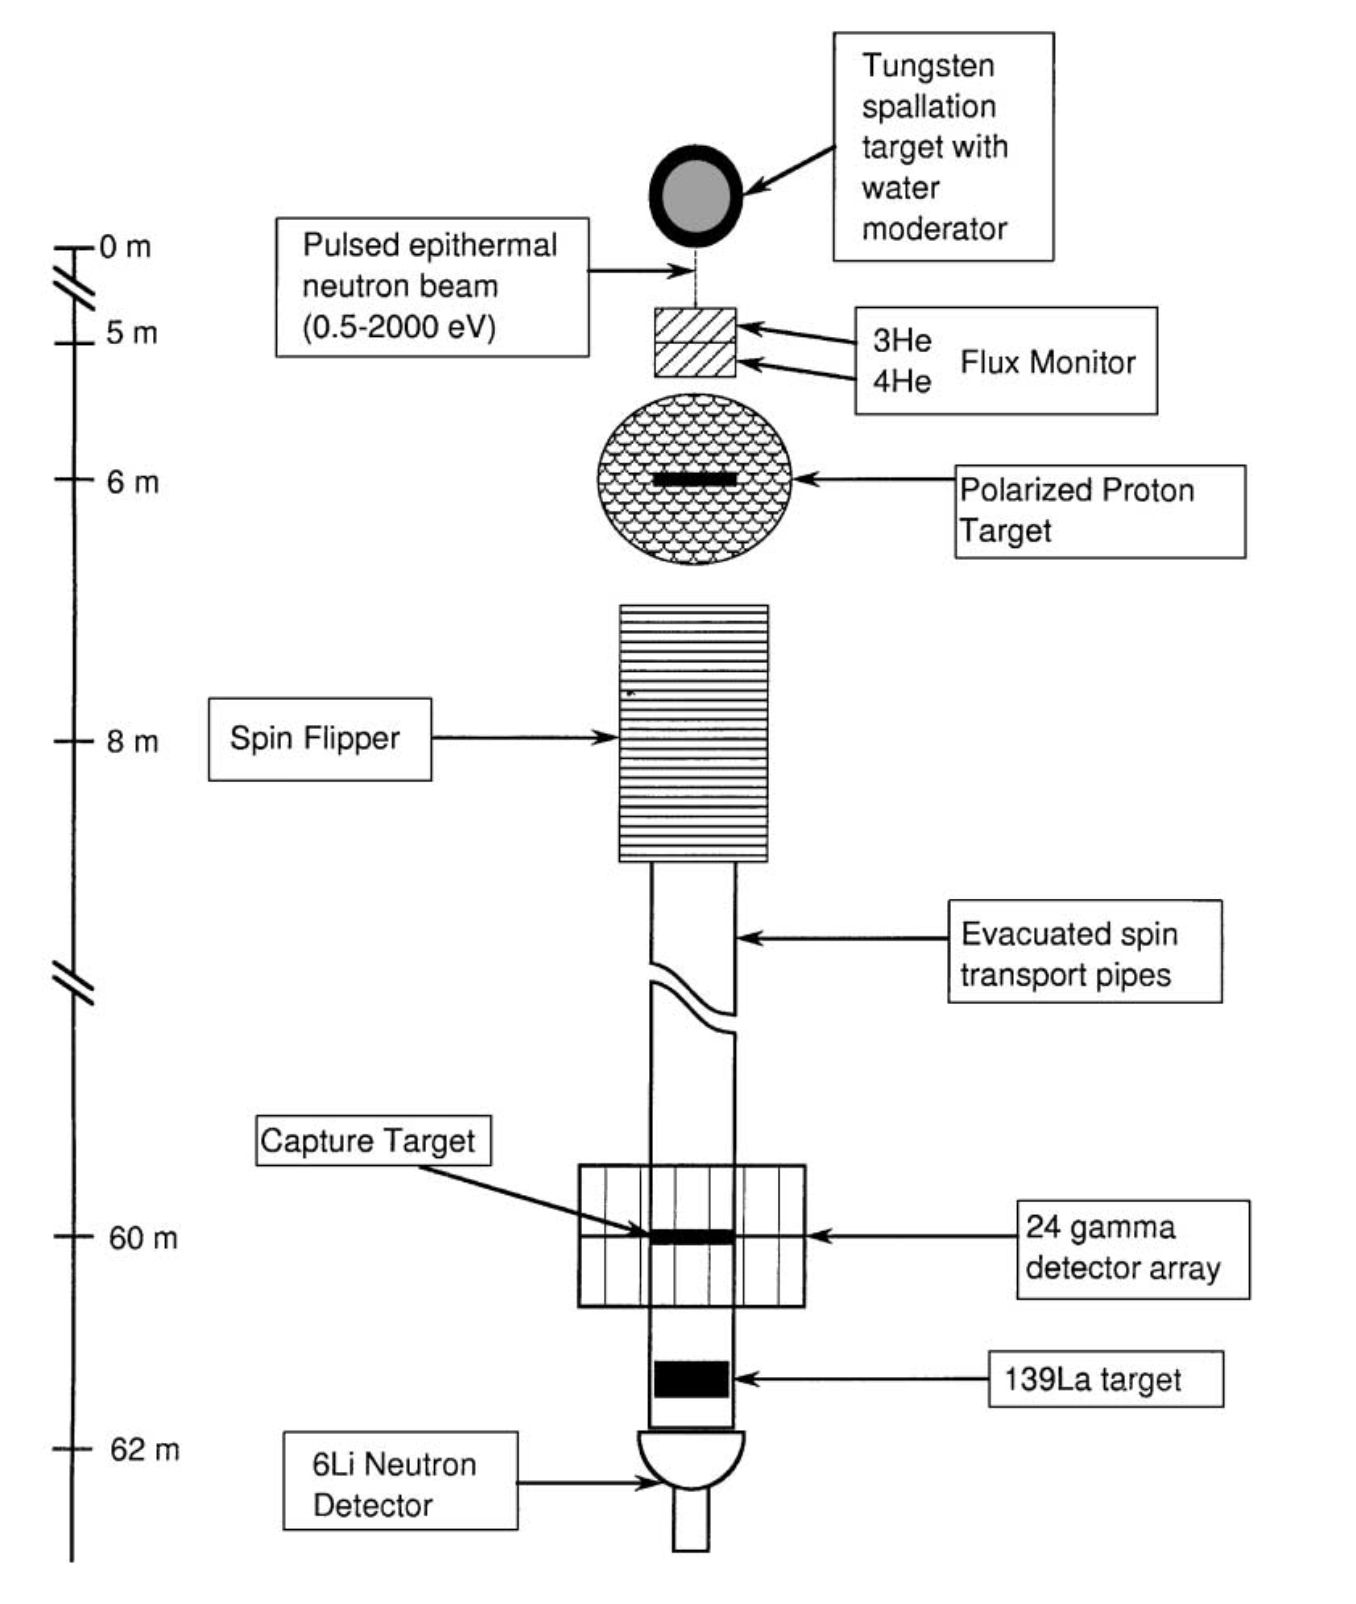 Tungsten
spallation
target with
water
moderator
Pulsed epithermal
neutron beam
(0.5-2000 eV)
0 m
5 m
3He
4He
Flux Monitor
6 m
Polarized Proton
Target
Spin Flipper
8 m
Evacuated spin
transport pipes
Capture Target
60 m
24 gamma
detector array
139La target
62 m
6Li Neutron
Detector